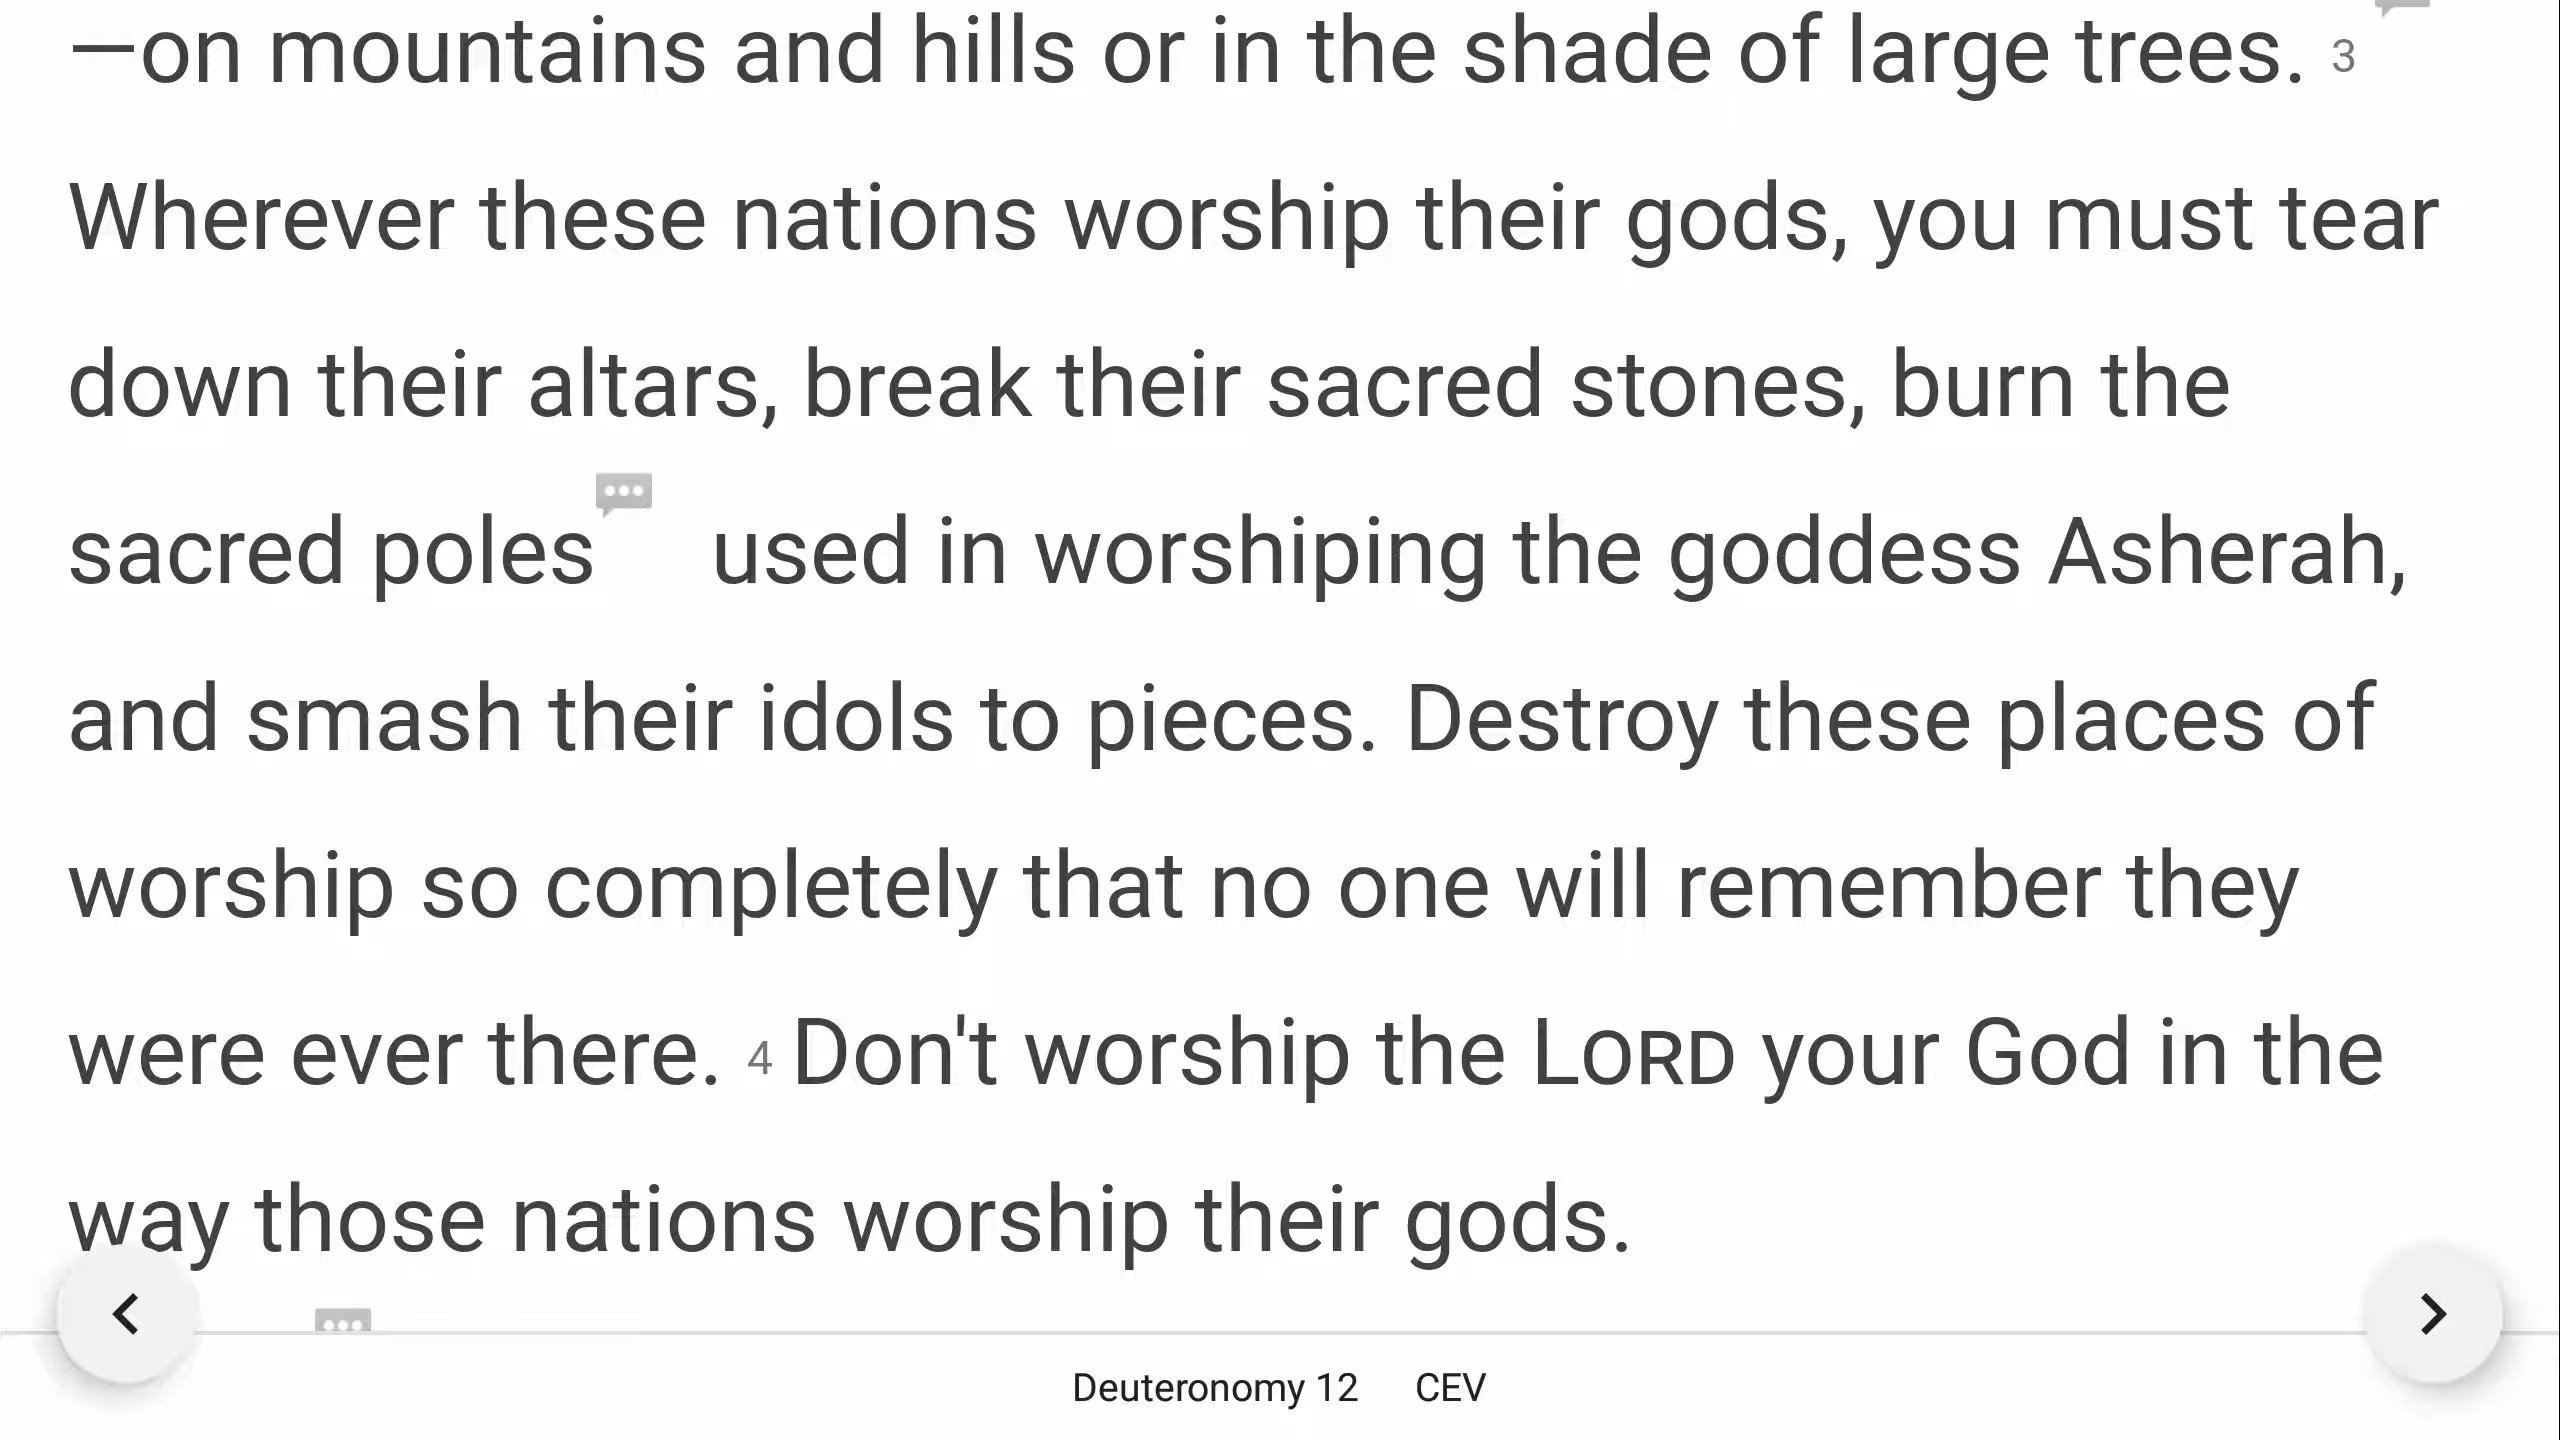 —on mountains and hills or in the shade of large trees. 3
Wherever these nations worship their gods, you must tear
down their altars, break their sacred stones, burn the
sacred poles used in worshiping the goddess Asherah,
and smash their idols to pieces. Destroy these places of
worship so completely that no one will remember they
were ever there. 4 Don't worship the LORD your God in the
way those nations worship their gods.
Deuteronomy 12 CEV